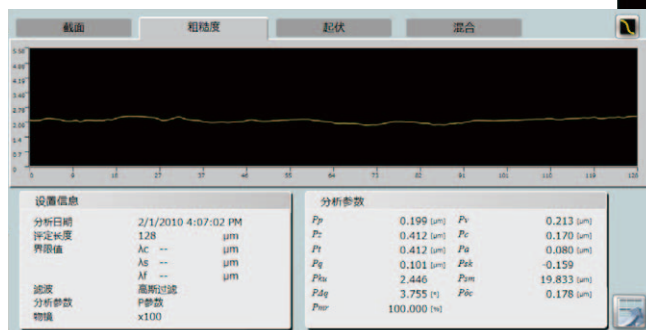 截面 粗糙度 起伏 混合
设置信息
分析日期 2/1/2010 4:07:02 PM
评定长度 128 μm
界限值 λc -- μm
λs -- μm
λf -- μm
滤波 高斯过滤
分析参数 P参数
物镜 x100
分析参数
Pp 0.199 [μm] Pv 0.213 [μm]
Pz 0.412 [μm] Pc 0.170 [μm]
Pt 0.412 [μm] Pa 0.080 [μm]
Pq 0.101 [μm] Psk -0.159
Pku 2.446 Psm 19.833 [μm]
PΔq 3.755 [°] Pδc 0.178 [μm]
Pmr 100.000 [%]